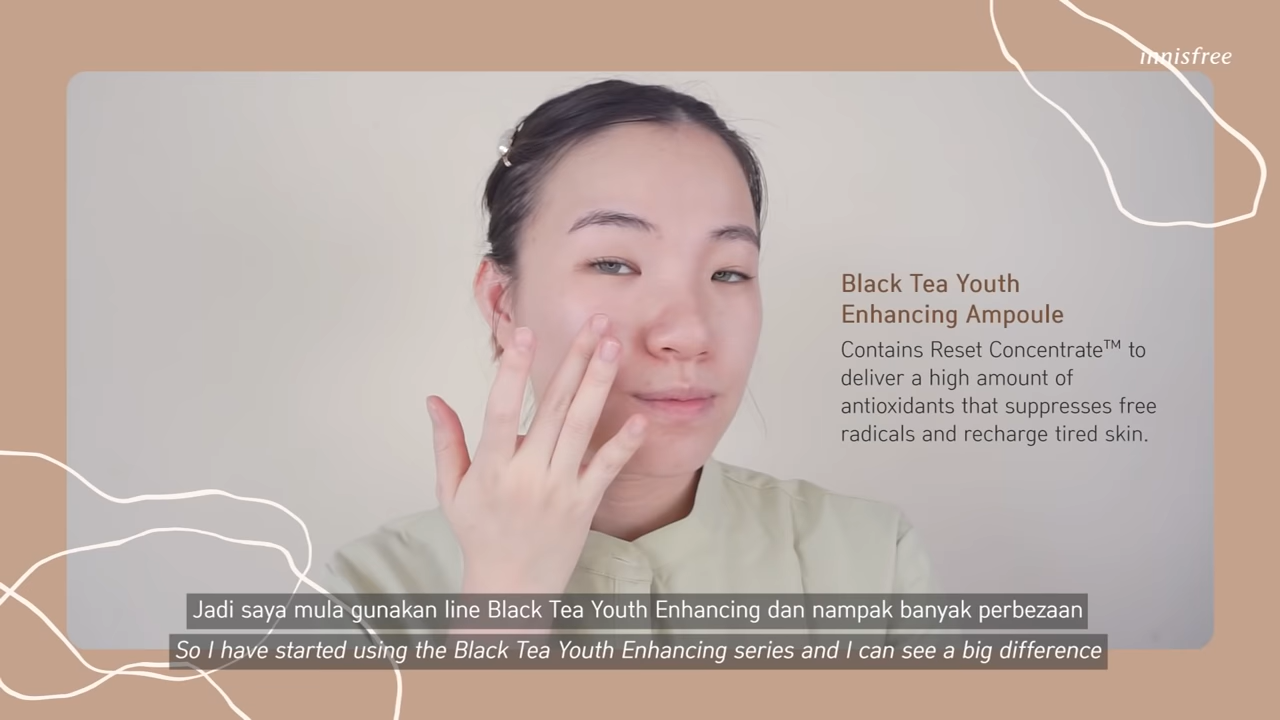 innisfree
Black Tea Youth
Enhancing Ampoule
Contains Reset Concentrate™ to
deliver a high amount of
antioxidants that suppresses free
radicals and recharge tired skin.
Jadi saya mula gunakan line Black Tea Youth Enhancing dan nampak banyak perbezaan
So I have started using the Black Tea Youth Enhancing series and I can see a big difference